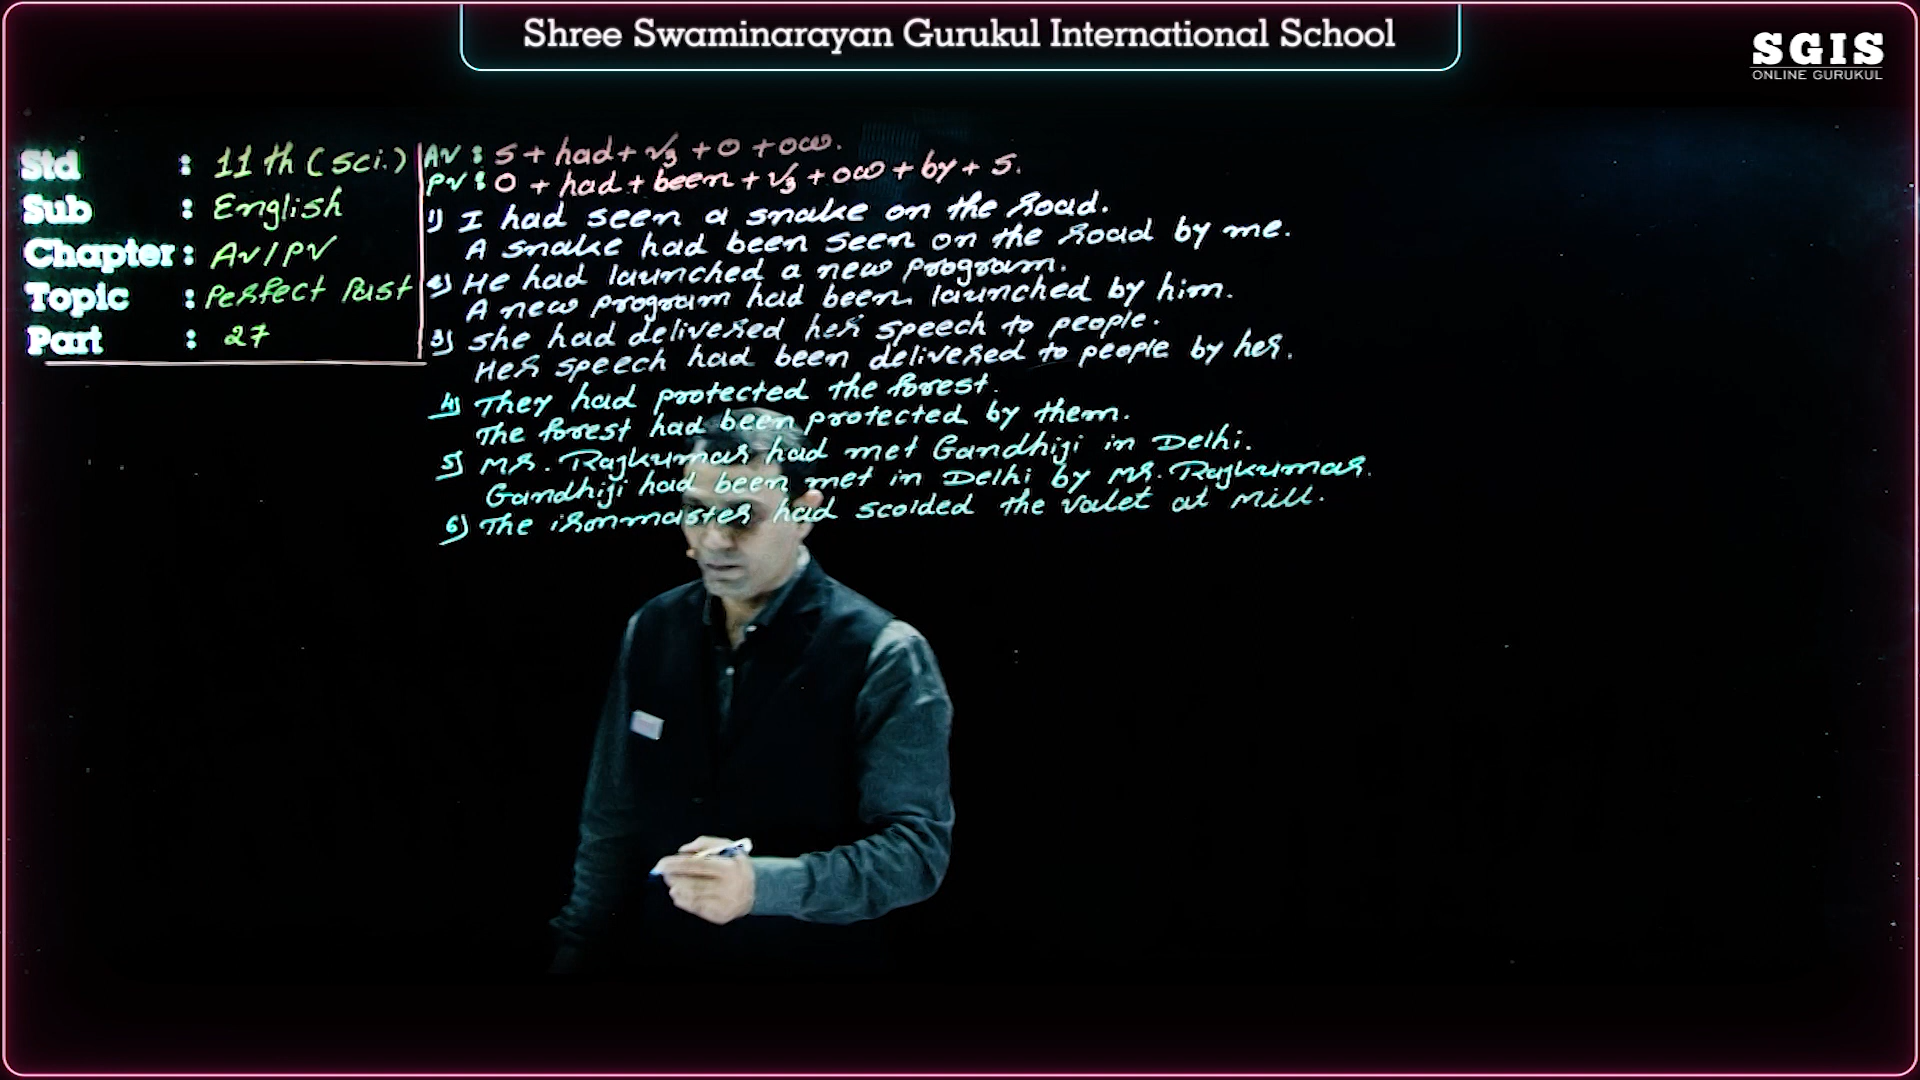 Shree Swaminarayan Gurukul International School
SGIS
ONLINE GURUKUL
Std : 11 th (sci.)
Sub : English
Chapter : AV/PV
Topic : Perfect Past
Part : 27
AV : S + had + V3 + O + ow.
PV : O + had + been + V3 + ow + by + S.
1) I had seen a snake on the road.
A snake had been seen on the road by me.
2) He had launched a new program.
A new program had been launched by him.
3) She had delivered her speech to people.
Her speech had been delivered to people by her.
4) They had protected the forest.
The forest had been protected by them.
5) Mr. Rajkumar had met Gandhiji in Delhi.
Gandhiji had been met in Delhi by Mr. Rajkumar.
6) The ironmaster had scolded the valet at Mill.